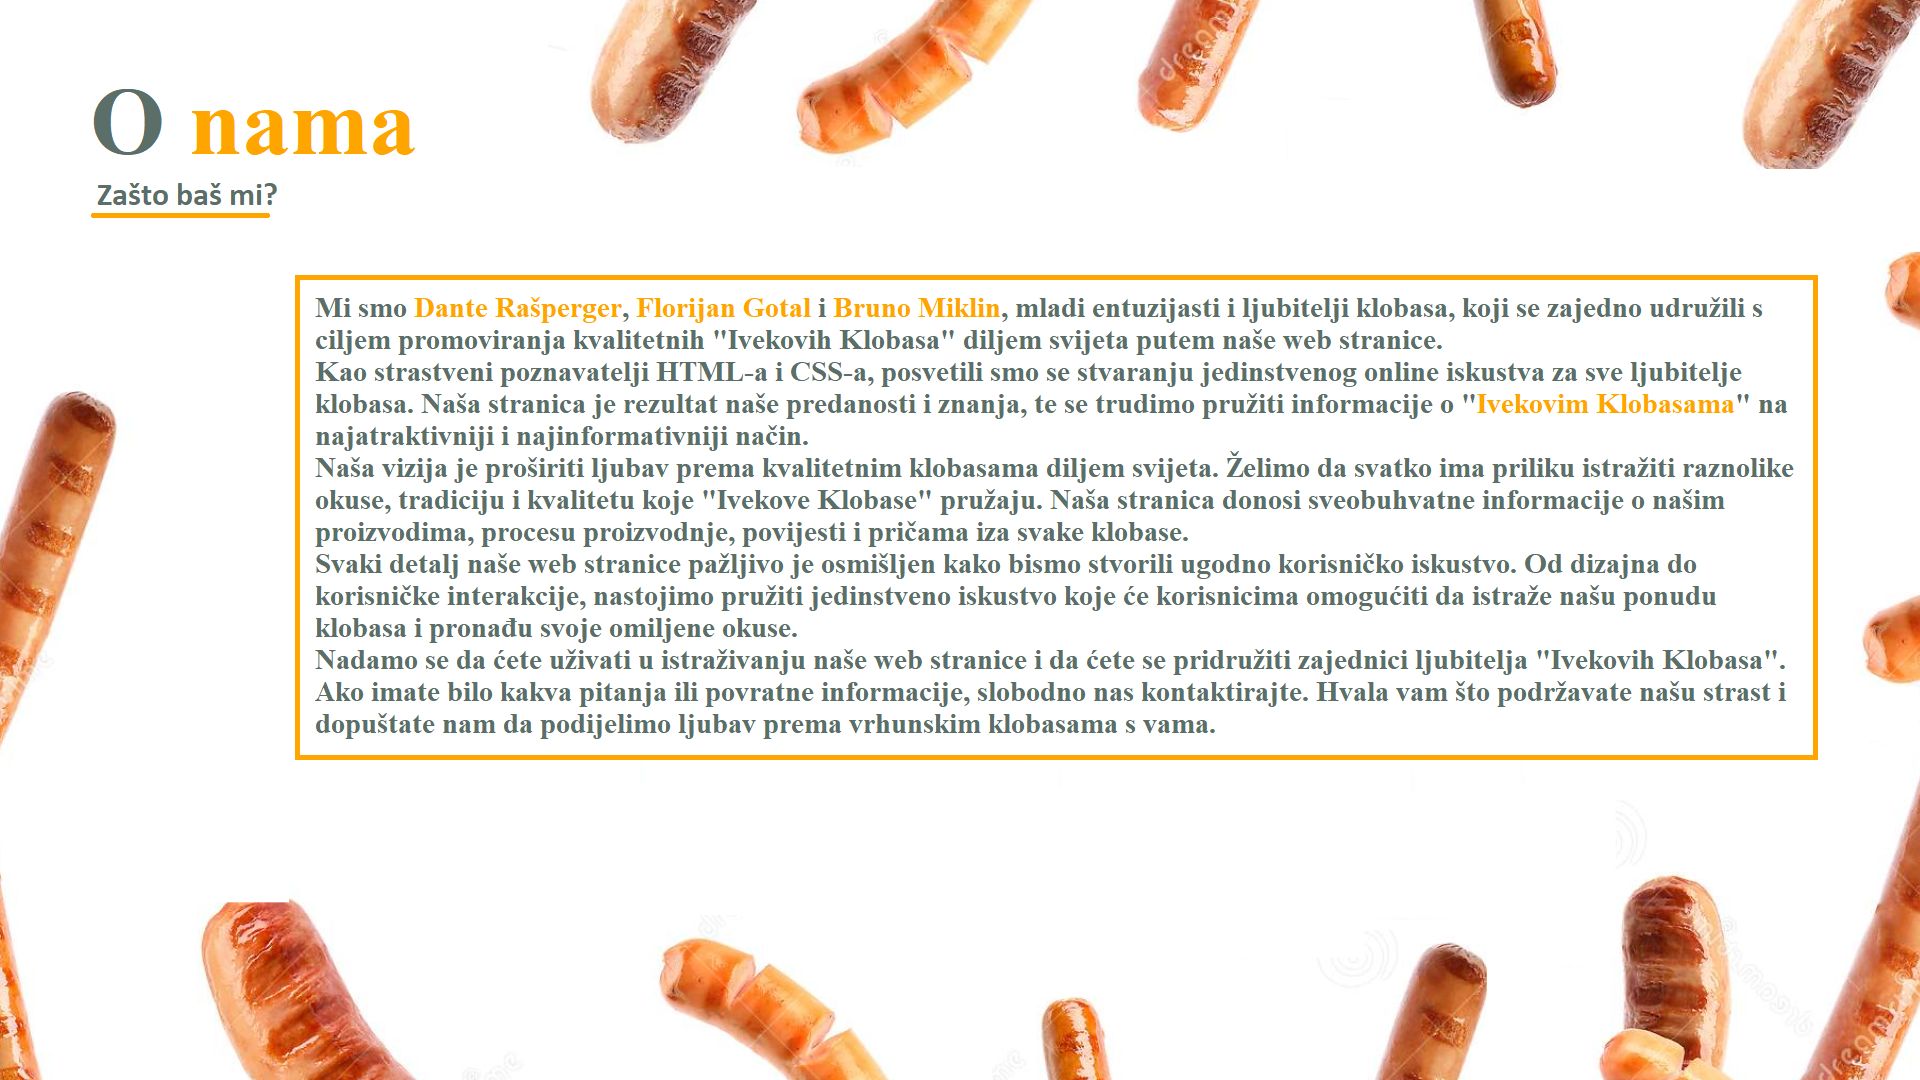 O nama
Zašto baš mi?
Mi smo Dante Rašperger, Florijan Gotal i Bruno Miklin, mladi entuzijasti i ljubitelji klobasa, koji se zajedno udružili s
ciljem promoviranja kvalitetnih "Ivekovih Klobasa" diljem svijeta putem naše web stranice.
Kao strastveni poznavatelji HTML-a i CSS-a, posvetili smo se stvaranju jedinstvenog online iskustva za sve ljubitelje
klobasa. Naša stranica je rezultat naše predanosti i znanja, te se trudimo pružiti informacije o "Ivekovim Klobasama" na
najatraktivniji i najinformativniji način.
Naša vizija je proširiti ljubav prema kvalitetnim klobasama diljem svijeta. Želimo da svatko ima priliku istražiti raznolike
okuse, tradiciju i kvalitetu koje "Ivekove Klobase" pružaju. Naša stranica donosi sveobuhvatne informacije o našim
proizvodima, procesu proizvodnje, povijesti i pričama iza svake klobase.
Svaki detalj naše web stranice pažljivo je osmišljen kako bismo stvorili ugodno korisničko iskustvo. Od dizajna do
korisničke interakcije, nastojimo pružiti jedinstveno iskustvo koje će korisnicima omogućiti da istraže našu ponudu
klobasa i pronađu svoje omiljene okuse.
Nadamo se da ćete uživati u istraživanju naše web stranice i da ćete se pridružiti zajednici ljubitelja "Ivekovih Klobasa".
Ako imate bilo kakva pitanja ili povratne informacije, slobodno nas kontaktirajte. Hvala vam što podržavate našu strast i
dopuštate nam da podijelimo ljubav prema vrhunskim klobasama s vama.